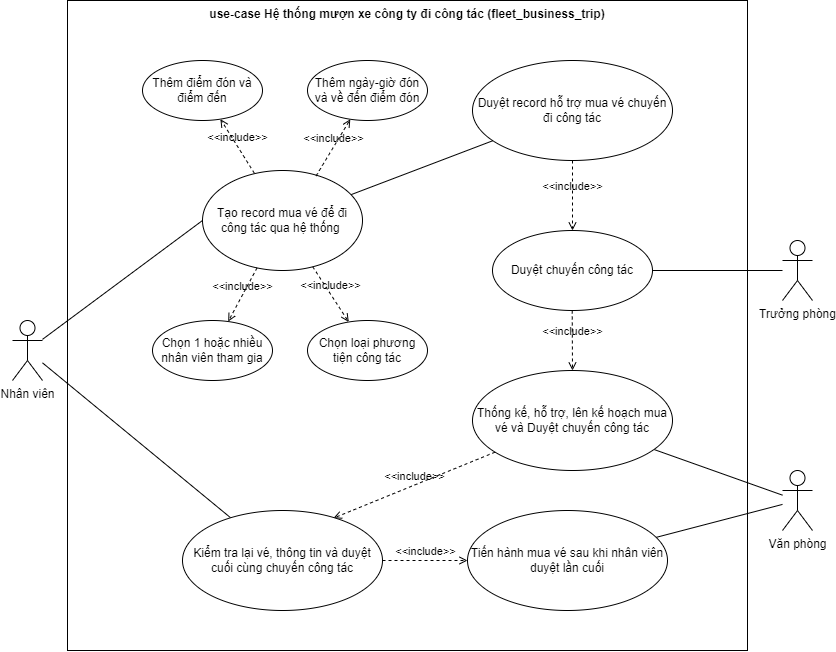 use-case Hệ thống mượn xe công ty đi công tác (fleet_business_trip)
Thêm điểm đón và
điểm đến
Thêm ngày-giờ đón
và về đến điểm đón
Duyệt record hỗ trợ mua vé chuyến
đi công tác
<<include>>
<<include>>
<<include>>
Tạo record mua vé để đi
công tác qua hệ thống
Duyệt chuyến công tác
Trưởng phòng
<<include>>
<<include>>
<<include>>
Chọn 1 hoặc nhiều
nhân viên tham gia
Chọn loại phương
tiện công tác
Nhân viên
Thống kế, hỗ trợ, lên kế hoạch mua
vé và Duyệt chuyến công tác
<<include>>
Văn phòng
Kiểm tra lại vé, thông tin và duyệt
cuối cùng chuyến công tác
<<include>>
Tiến hành mua vé sau khi nhân viên
duyệt lần cuối